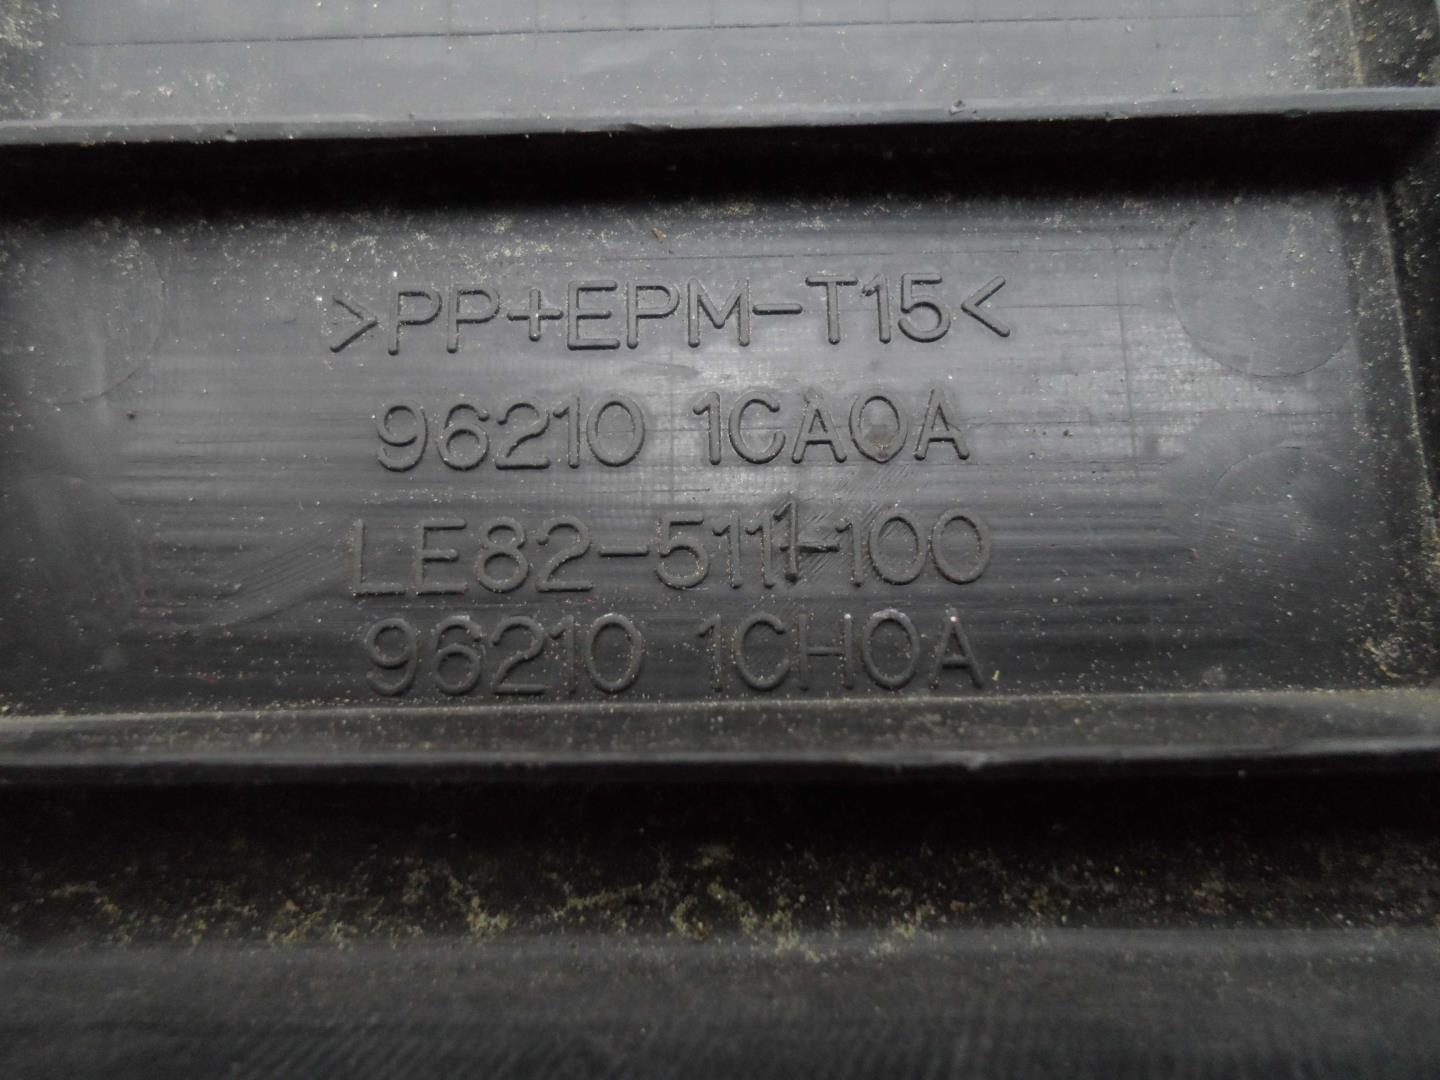 >PP+EPM-T15<
96210 1CA0A
LE82-5111-100
96210 1CH0A